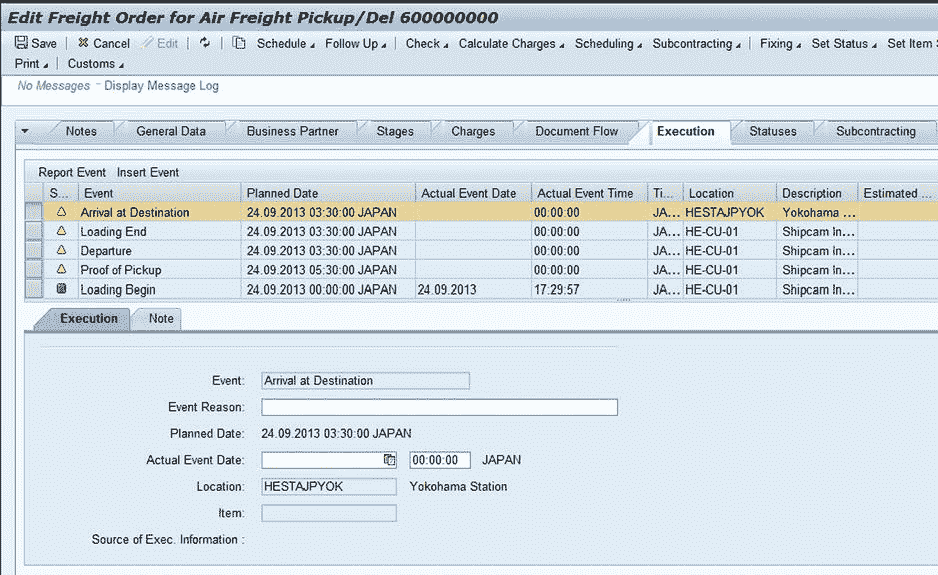 Edit Freight Order for Air Freight Pickup/Del 600000000
Save Cancel Edit Schedule Follow Up Check Calculate Charges Scheduling Subcontracting Fixing Set Status Set Item
Print Customs
No Messages - Display Message Log
Notes General Data Business Partner Stages Charges Document Flow Execution Statuses Subcontracting
Report Event Insert Event
S... Event Planned Date Actual Event Date Actual Event Time Ti... Location Description Estimated ...
Arrival at Destination 24.09.2013 03:30:00 JAPAN 00:00:00 JA... HESTAJPYOK Yokohama ...
Loading End 24.09.2013 03:30:00 JAPAN 00:00:00 JA... HE-CU-01 Shipcam In...
Departure 24.09.2013 03:30:00 JAPAN 00:00:00 JA... HE-CU-01 Shipcam In...
Proof of Pickup 24.09.2013 05:30:00 JAPAN 00:00:00 JA... HE-CU-01 Shipcam In...
Loading Begin 24.09.2013 00:00:00 JAPAN 24.09.2013 17:29:57 JA... HE-CU-01 Shipcam In...
Execution Note
Event: Arrival at Destination
Event Reason:
Planned Date: 24.09.2013 03:30:00 JAPAN
Actual Event Date: 00:00:00 JAPAN
Location: HESTAJPYOK Yokohama Station
Item:
Source of Exec. Information :